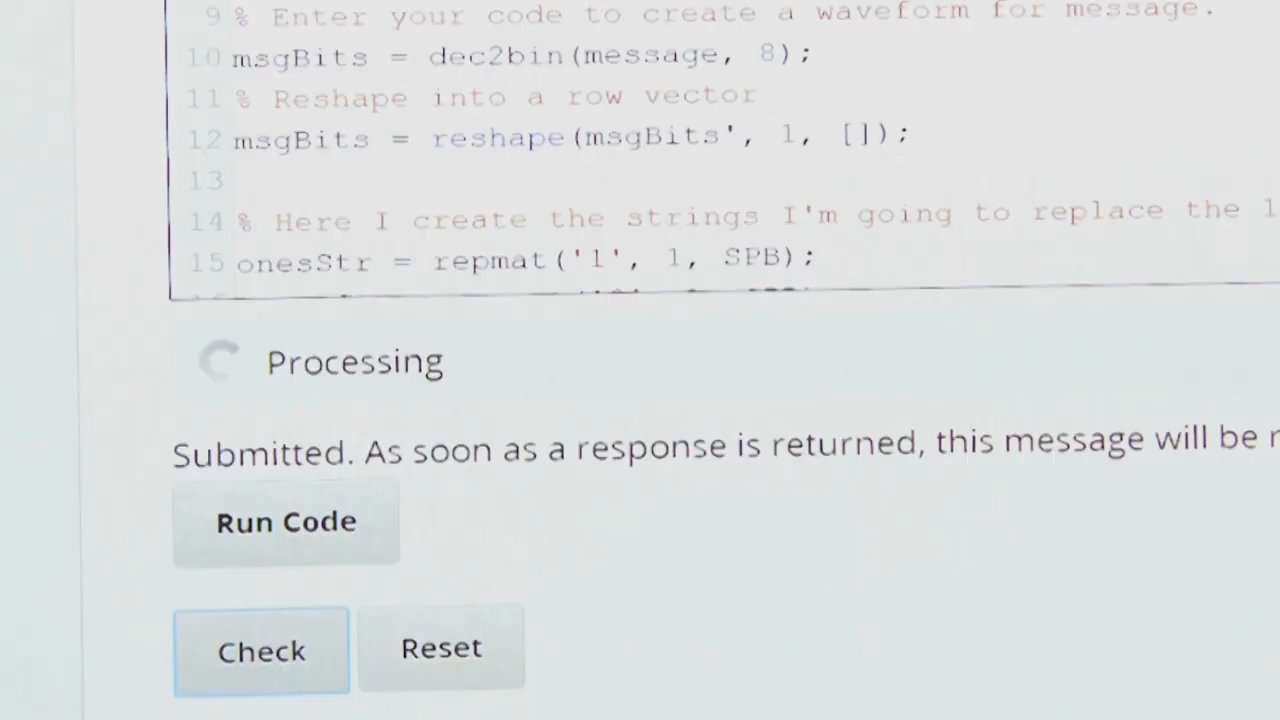 9 % Enter your code to create a waveform for message.
10 msgBits = dec2bin(message, 8);
11 % Reshape into a row vector
12 msgBits = reshape(msgBits', 1, []);
13
14 % Here I create the strings I'm going to replace the 1
15 onesStr = repmat('1', 1, SPB);
Processing
Submitted. As soon as a response is returned, this message will be
Run Code
Check Reset